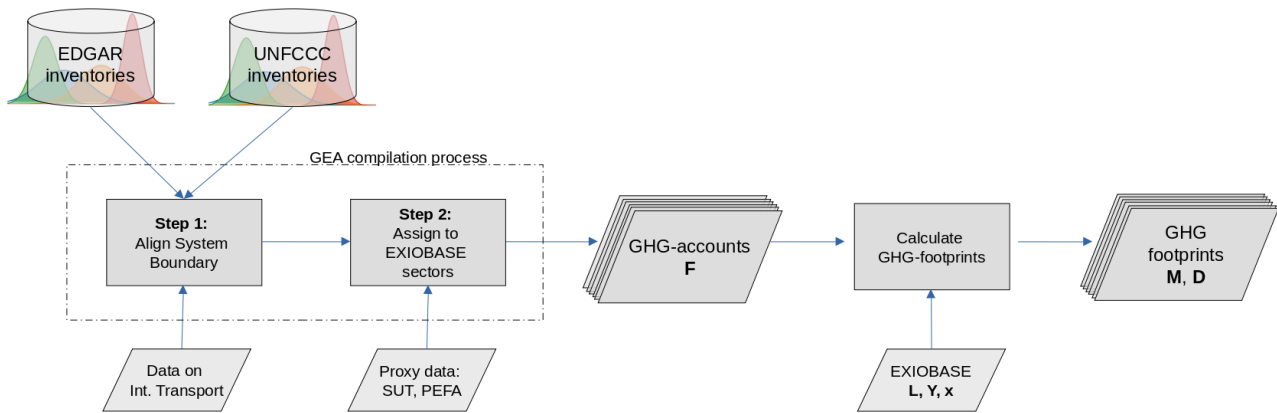 EDGAR
inventories
UNFCCC
inventories
GEA compilation process
Step 1:
Align System
Boundary
Step 2:
Assign to
EXIOBASE
sectors
GHG-accounts
F
Calculate
GHG-footprints
GHG
footprints
M, D
Data on
Int. Transport
Proxy data:
SUT, PEFA
EXIOBASE
L, Y, x